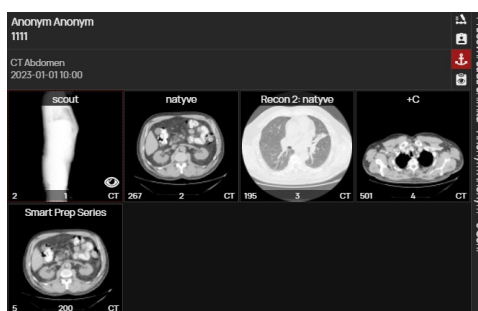 Anonym Anonym
1111
CT Abdomen
2023-01-01 10:00
scout
2 1 CT
natyve
267 2 CT
Recon 2: natyve
195 3 CT
+C
501 4 CT
Smart Prep Series
5 200 CT